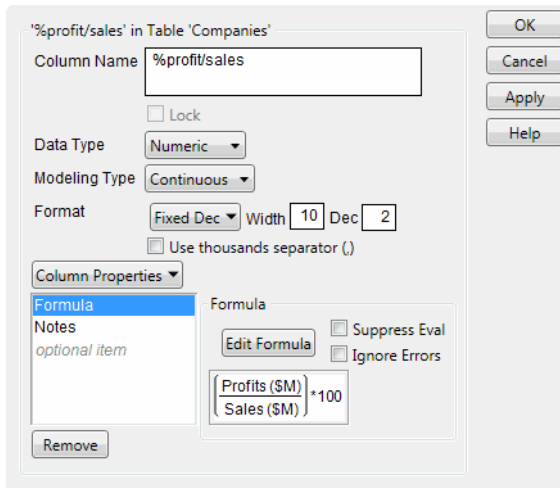 '%profit/sales' in Table 'Companies'
OK
Column Name %profit/sales
Cancel
Apply
Lock
Help
Data Type Numeric
Modeling Type Continuous
Format Fixed Dec Width 10 Dec 2
Use thousands separator (,)
Column Properties
Formula
Notes
optional item
Formula
Edit Formula
Suppress Eval
Ignore Errors
Profits ($M)
Sales ($M)
*100
Remove